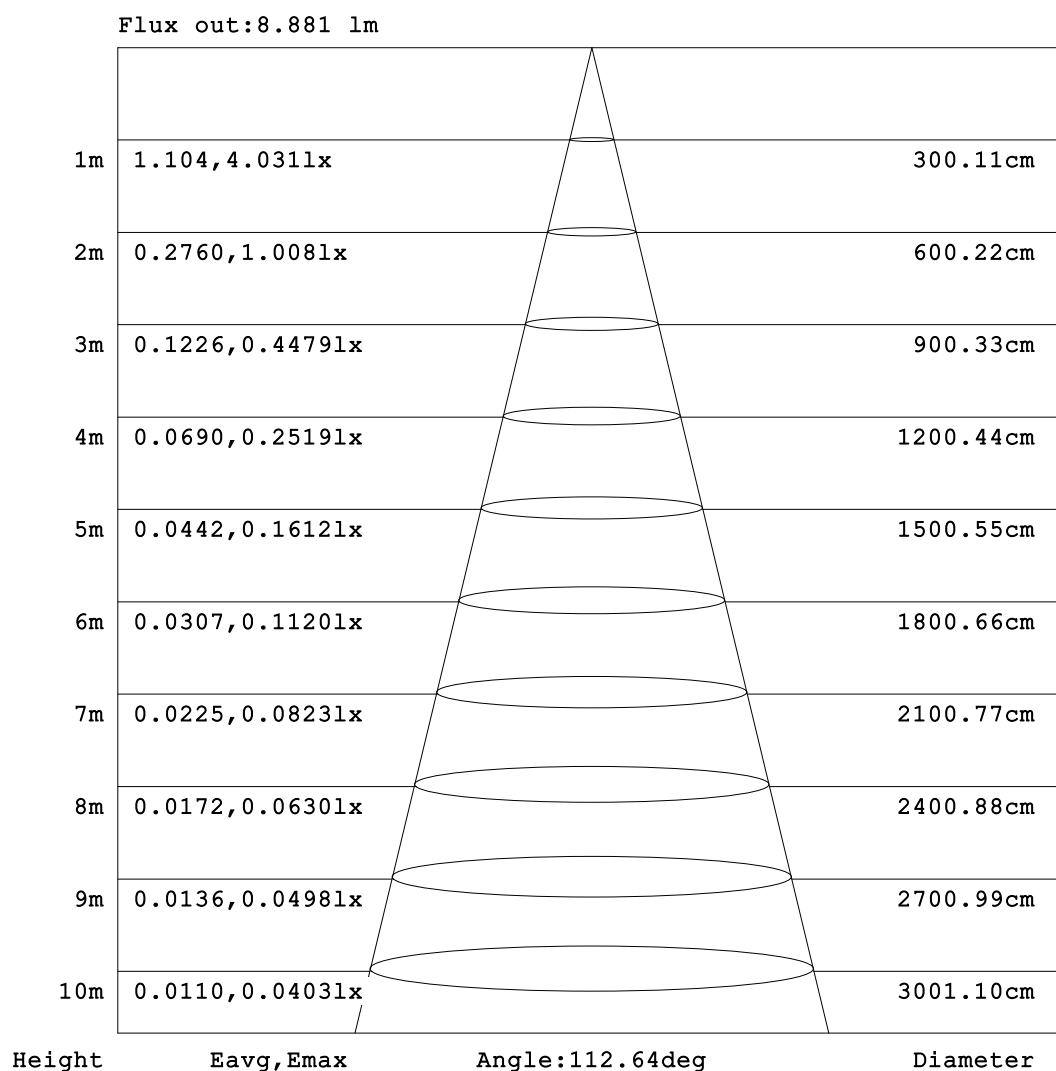 Flux out:8.881 lm
1m 1.104,4.031lx 300.11cm
2m 0.2760,1.008lx 600.22cm
3m 0.1226,0.4479lx 900.33cm
4m 0.0690,0.2519lx 1200.44cm
5m 0.0442,0.1612lx 1500.55cm
6m 0.0307,0.1120lx 1800.66cm
7m 0.0225,0.0823lx 2100.77cm
8m 0.0172,0.0630lx 2400.88cm
9m 0.0136,0.0498lx 2700.99cm
10m 0.0110,0.0403lx 3001.10cm
Height Eavg,Emax Angle:112.64deg Diameter